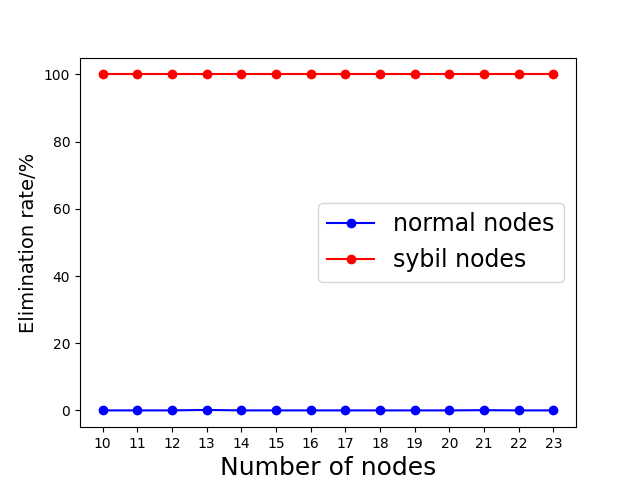 100
80
60
40
20
0
Elimination rate/%
normal nodes
sybil nodes
10 11 12 13 14 15 16 17 18 19 20 21 22 23
Number of nodes